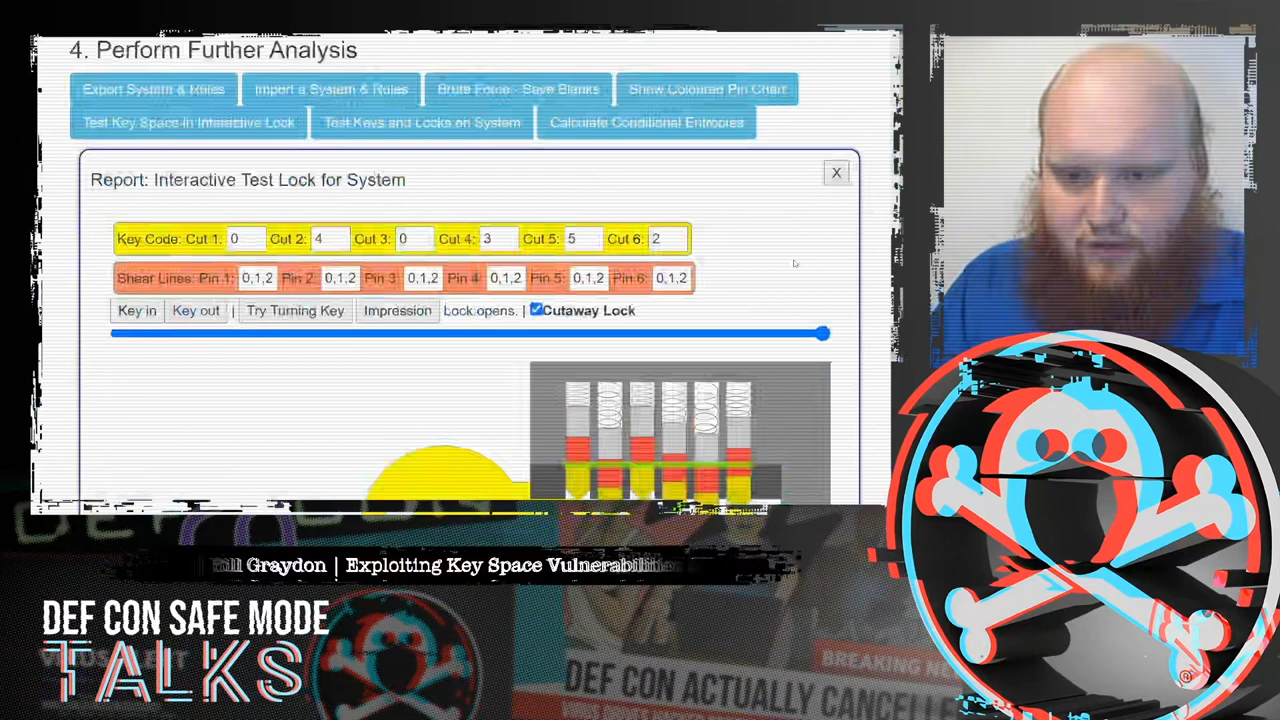 4. Perform Further Analysis
Export System & Rules Import a System & Rules Brute Force - Save Blanks Show Coloured Pin Chart
Test Key Space in Interactive Lock Test Keys and Locks on System Calculate Conditional Entropies
Report: Interactive Test Lock for System X
Key Code: Cut 1: 0 Cut 2: 4 Cut 3: 0 Cut 4: 3 Cut 5: 5 Cut 6: 2
Shear Lines: Pin 1: 0,1,2 Pin 2: 0,1,2 Pin 3: 0,1,2 Pin 4: 0,1,2 Pin 5: 0,1,2 Pin 6: 0,1,2
Key in Key out | Try Turning Key Impression Lock opens. | Cutaway Lock
DEF CON
Bill Graydon | Exploiting Key Space Vulnerabilities
DEF CON SAFE MODE
TALKS
BREAKING
DEF CON ACTUALLY
®